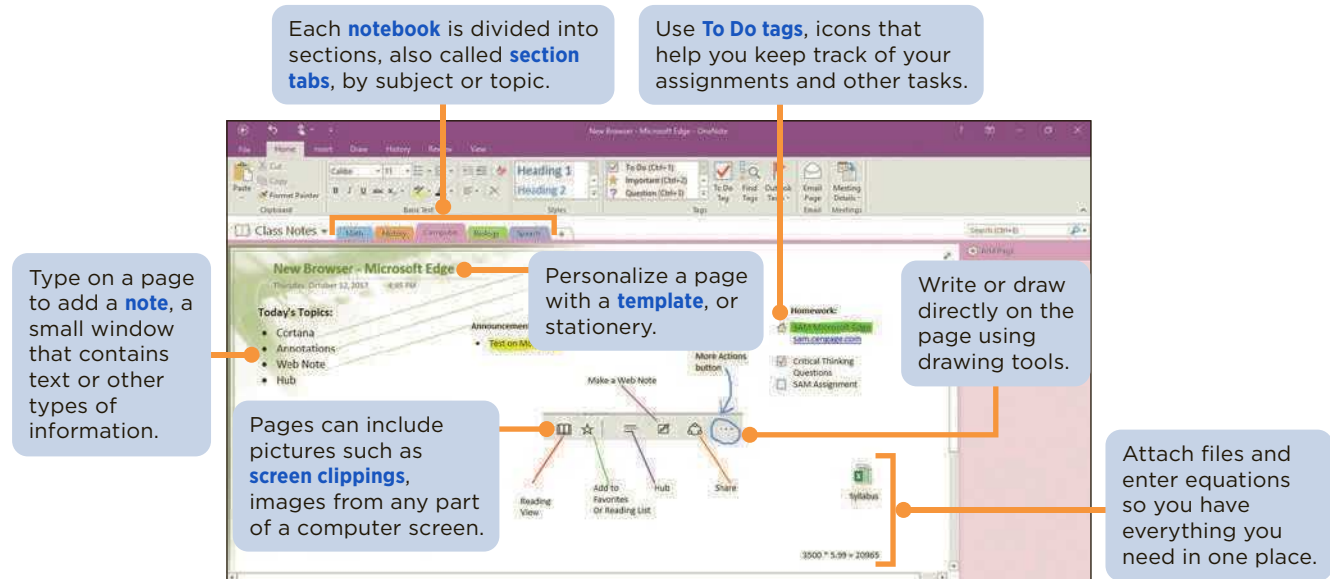 Each notebook is divided into
sections, also called section
tabs, by subject or topic.
Use To Do tags, icons that
help you keep track of your
assignments and other tasks.
New Browser - Microsoft Edge - OneNote
File Home Insert Draw History Review View
Paste
Cut
Copy
Format Painter
Clipboard
Calibri 11
B I U abc
Basic Text
Heading 1
Heading 2
Styles
To Do (Ctrl+1)
Important (Ctrl+2)
Question (Ctrl+3)
To Do
Tag
Find
Tags
Outlook
Tasks
Tags
Email
Page
Email
Meeting
Details
Meetings
Class Notes Math History Computer Biology Speech +
Search (Ctrl+E)
Add Page
New Browser - Microsoft Edge
Thursday, October 12, 2017 4:45 PM
Type on a page
to add a note, a
small window
that contains
text or other
types of
information.
Today's Topics:
• Cortana
• Annotations
• Web Note
• Hub
Announcement
• Test on
Personalize a page
with a template, or
stationery.
Homework:
SAM Microsoft Edge
sam.cengage.com
Critical Thinking
Questions
SAM Assignment
Write or draw
directly on the
page using
drawing tools.
More Actions
button
Make a Web Note
Pages can include
pictures such as
screen clippings,
images from any part
of a computer screen.
Reading
View
Add to
Favorites
Or Reading List
Hub
Share
Syllabus
3500 * 5.99 = 20965
Attach files and
enter equations
so you have
everything you
need in one place.